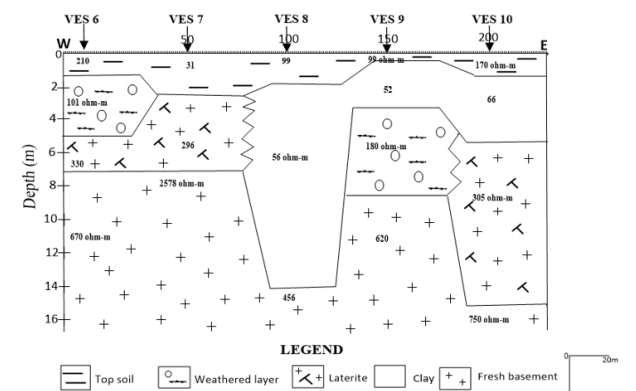 VES 6 VES 7 VES 8 VES 9 VES 10
W 50 100 150 200 E
0 210 31 99 99 ohm-m 170 ohm-m
2 101 ohm-m 52 66
4
6 330 296 56 ohm-m 180 ohm-m
8 2578 ohm-m 305 ohm-m
10 670 ohm-m 620
12
14 456
16 750 ohm-m
Depth (m)
LEGEND
Top soil Weathered layer Laterite Clay Fresh basement
0 20m